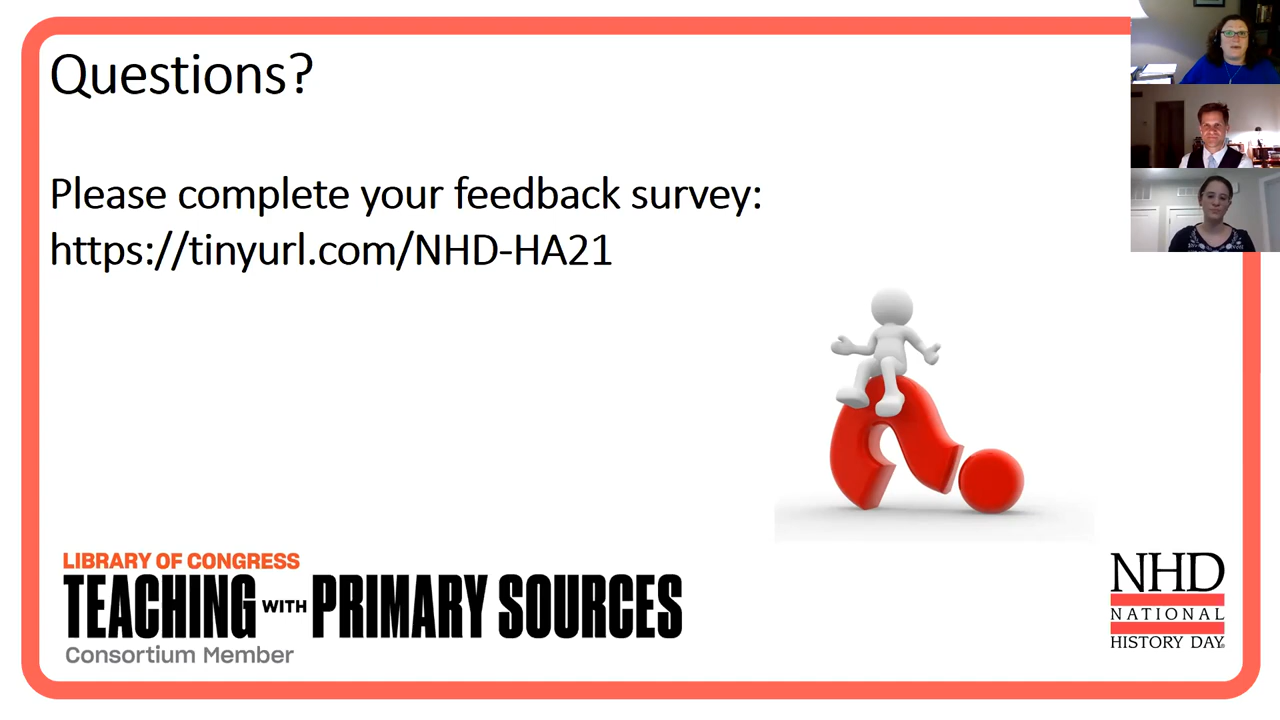 Questions?
Please complete your feedback survey:
https://tinyurl.com/NHD-HA21
LIBRARY OF CONGRESS
TEACHING WITH PRIMARY SOURCES
Consortium Member
NHD
NATIONAL
HISTORY DAY®